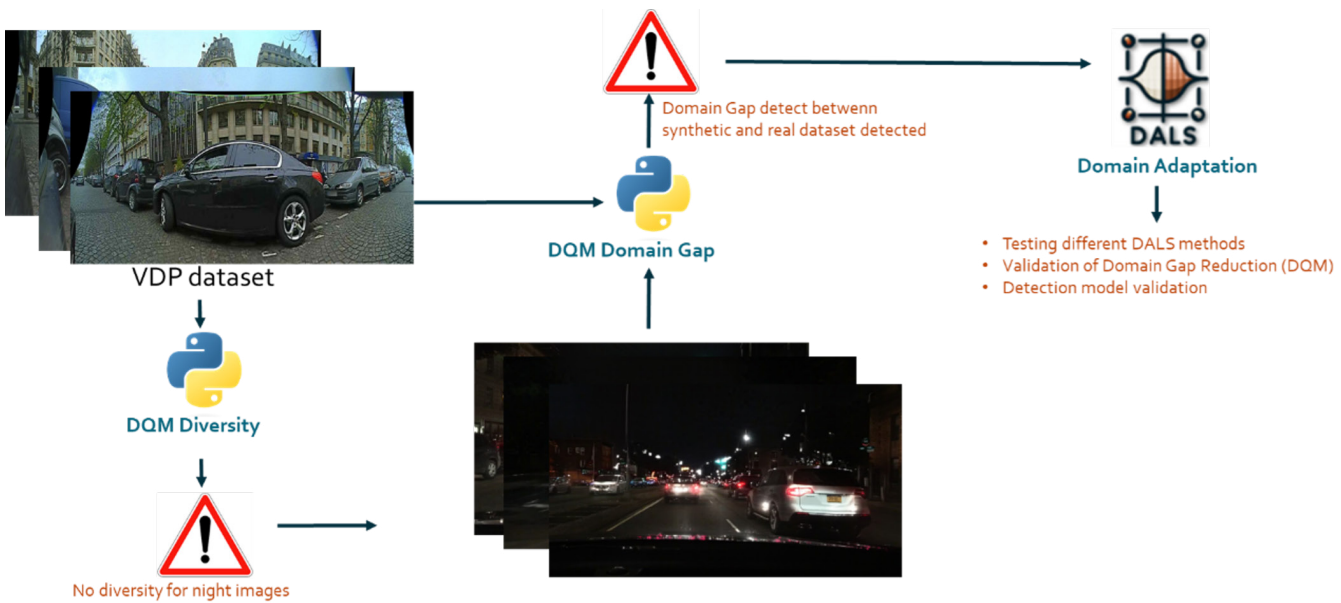 Domain Gap detect betwenn
synthetic and real dataset detected
DALS
Domain Adaptation
DQM Domain Gap
• Testing different DALS methods
• Validation of Domain Gap Reduction (DQM)
• Detection model validation
VDP dataset
DQM Diversity
No diversity for night images